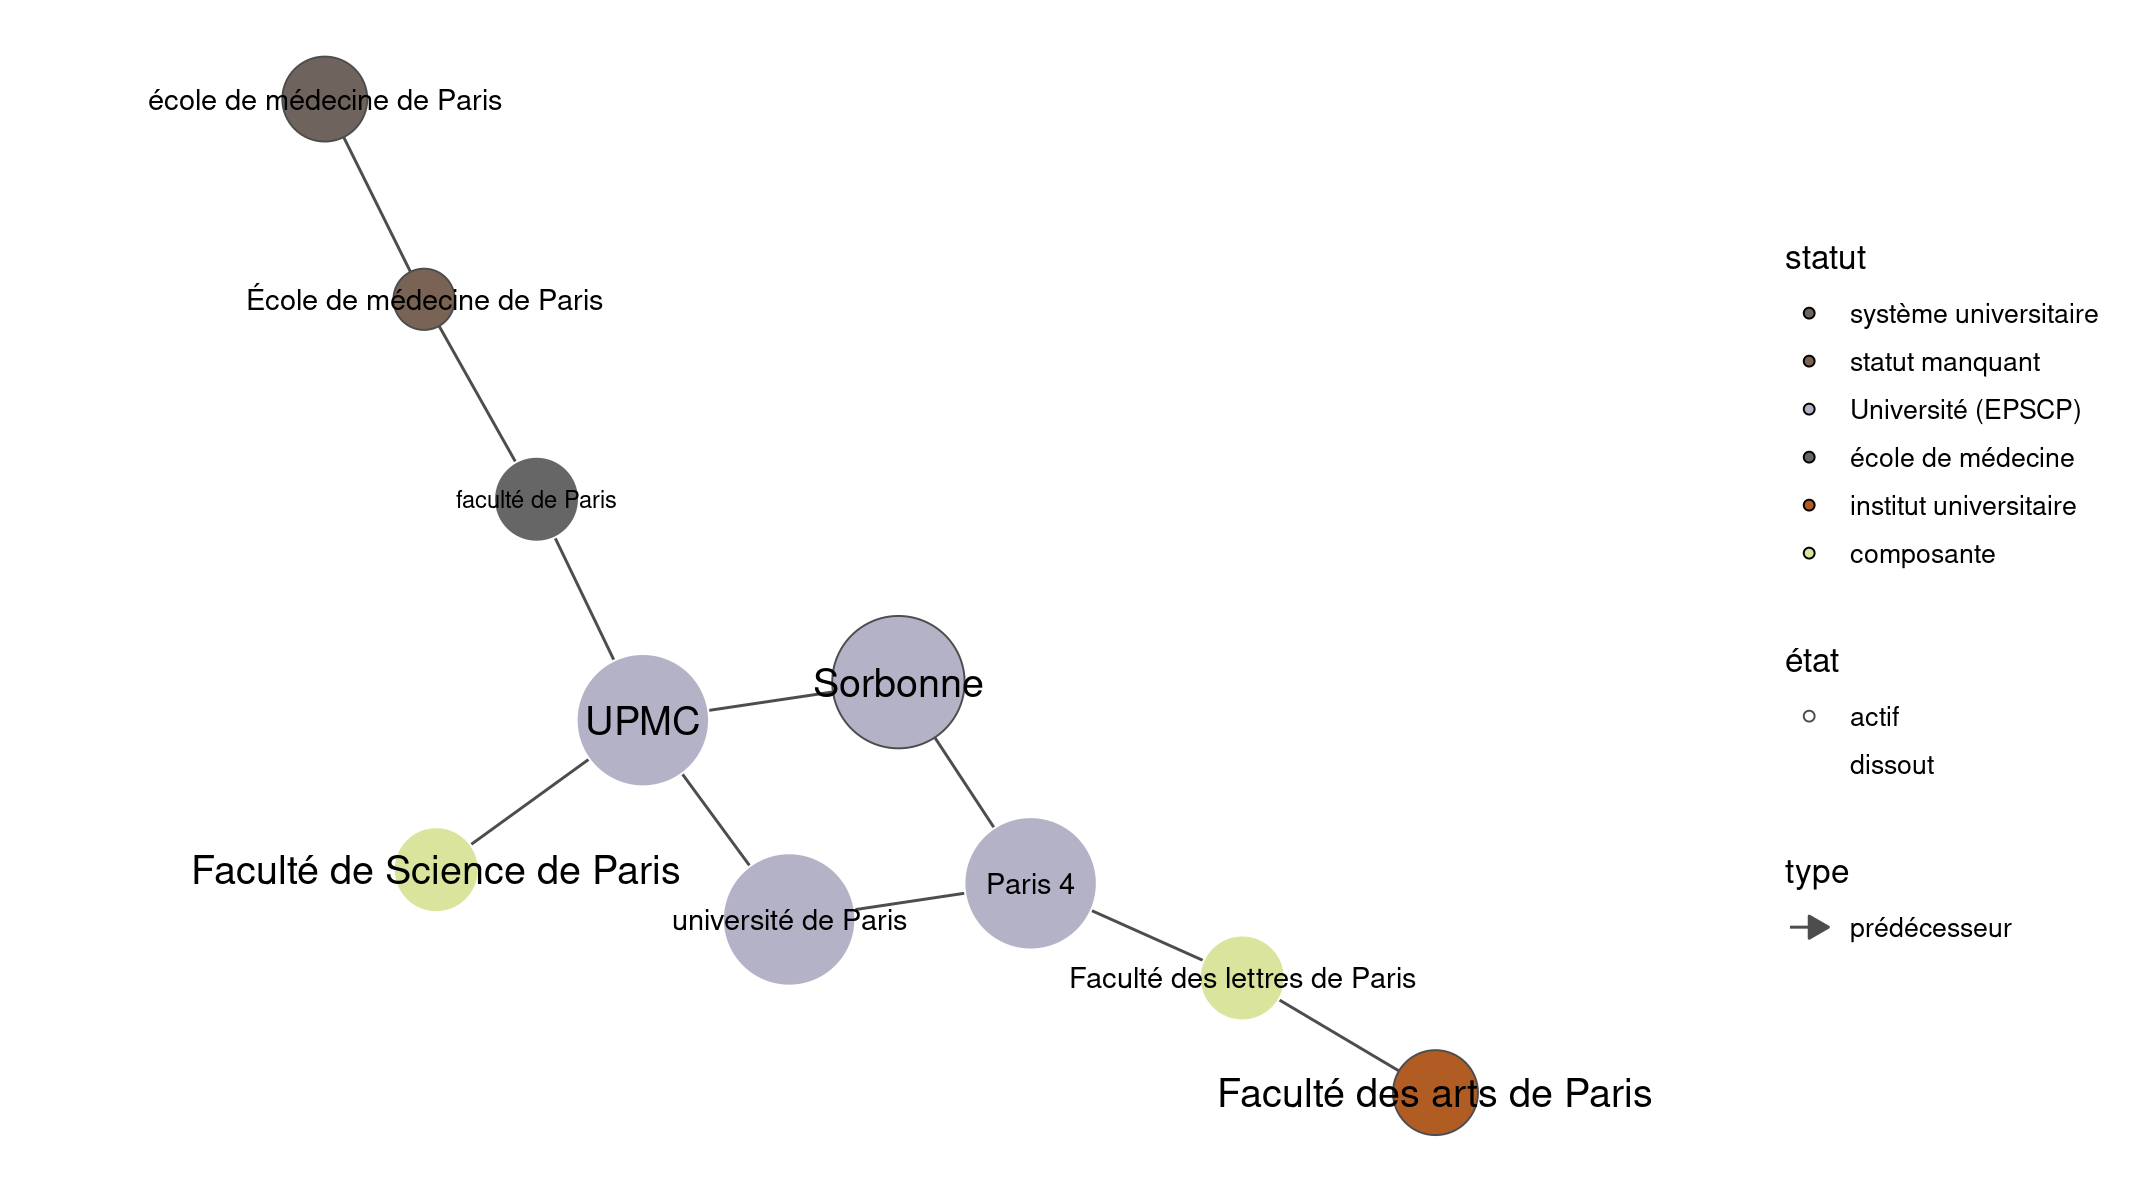 école de médecine de Paris
École de médecine de Paris
faculté de Paris
Sorbonne
UPMC
Faculté de Science de Paris
université de Paris
Paris 4
Faculté des lettres de Paris
Faculté des arts de Paris
statut
système universitaire
statut manquant
Université (EPSCP)
école de médecine
institut universitaire
composante
état
actif
dissout
type
prédécesseur